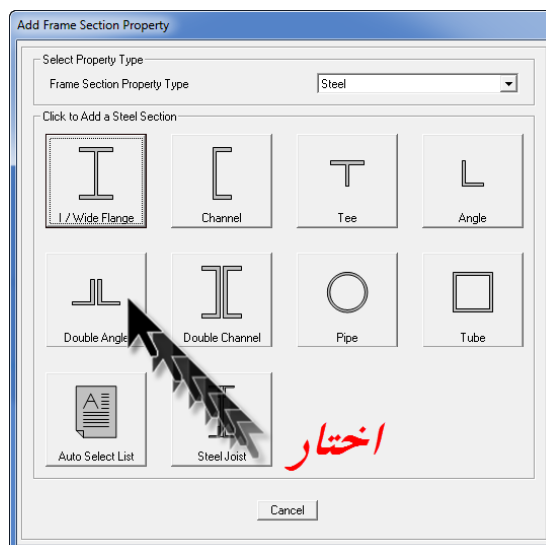 Add Frame Section Property
Select Property Type
Frame Section Property Type
Steel
Click to Add a Steel Section
I / Wide Flange
Channel
Tee
Angle
Double Angle
Double Channel
Pipe
Tube
Auto Select List
Steel Joist
اختار
Cancel